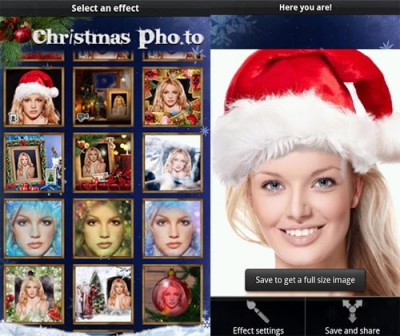 Select an effect
Christmas Pho.to
Here you are!
Save to get a full size image
Effect settings
Save and share